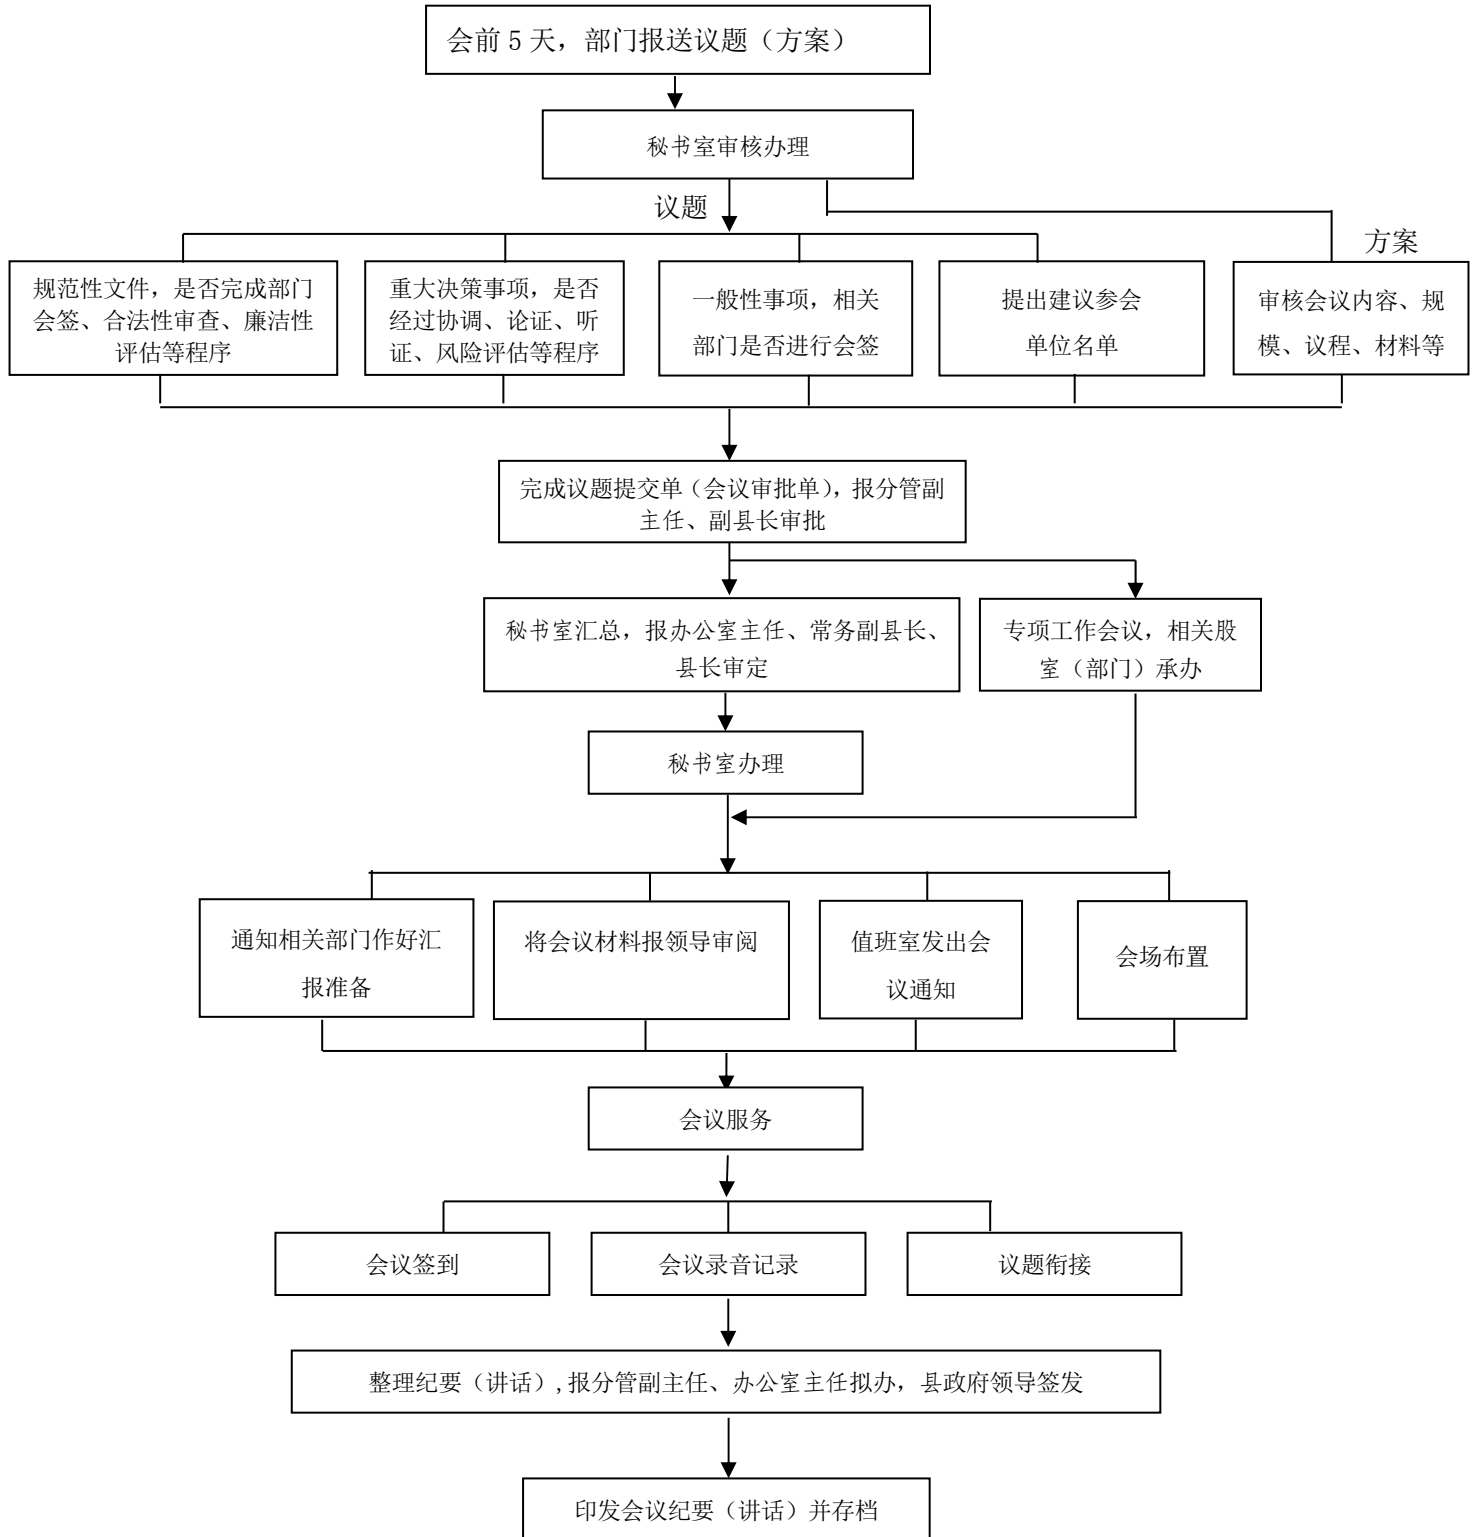 会前 5 天，部门报送议题（方案）
秘书室审核办理
议题
方案
规范性文件，是否完成部门
会签、合法性审查、廉洁性
评估等程序
重大决策事项，是否
经过协调、论证、听
证、风险评估等程序
一般性事项，相关
部门是否进行会签
提出建议参会
单位名单
审核会议内容、规
模、议程、材料等
完成议题提交单（会议审批单），报分管副
主任、副县长审批
秘书室汇总，报办公室主任、常务副县长、
县长审定
专项工作会议，相关股
室（部门）承办
秘书室办理
通知相关部门作好汇
报准备
将会议材料报领导审阅
值班室发出会
议通知
会场布置
会议服务
会议签到
会议录音记录
议题衔接
整理纪要（讲话）,报分管副主任、办公室主任拟办，县政府领导签发
印发会议纪要（讲话）并存档